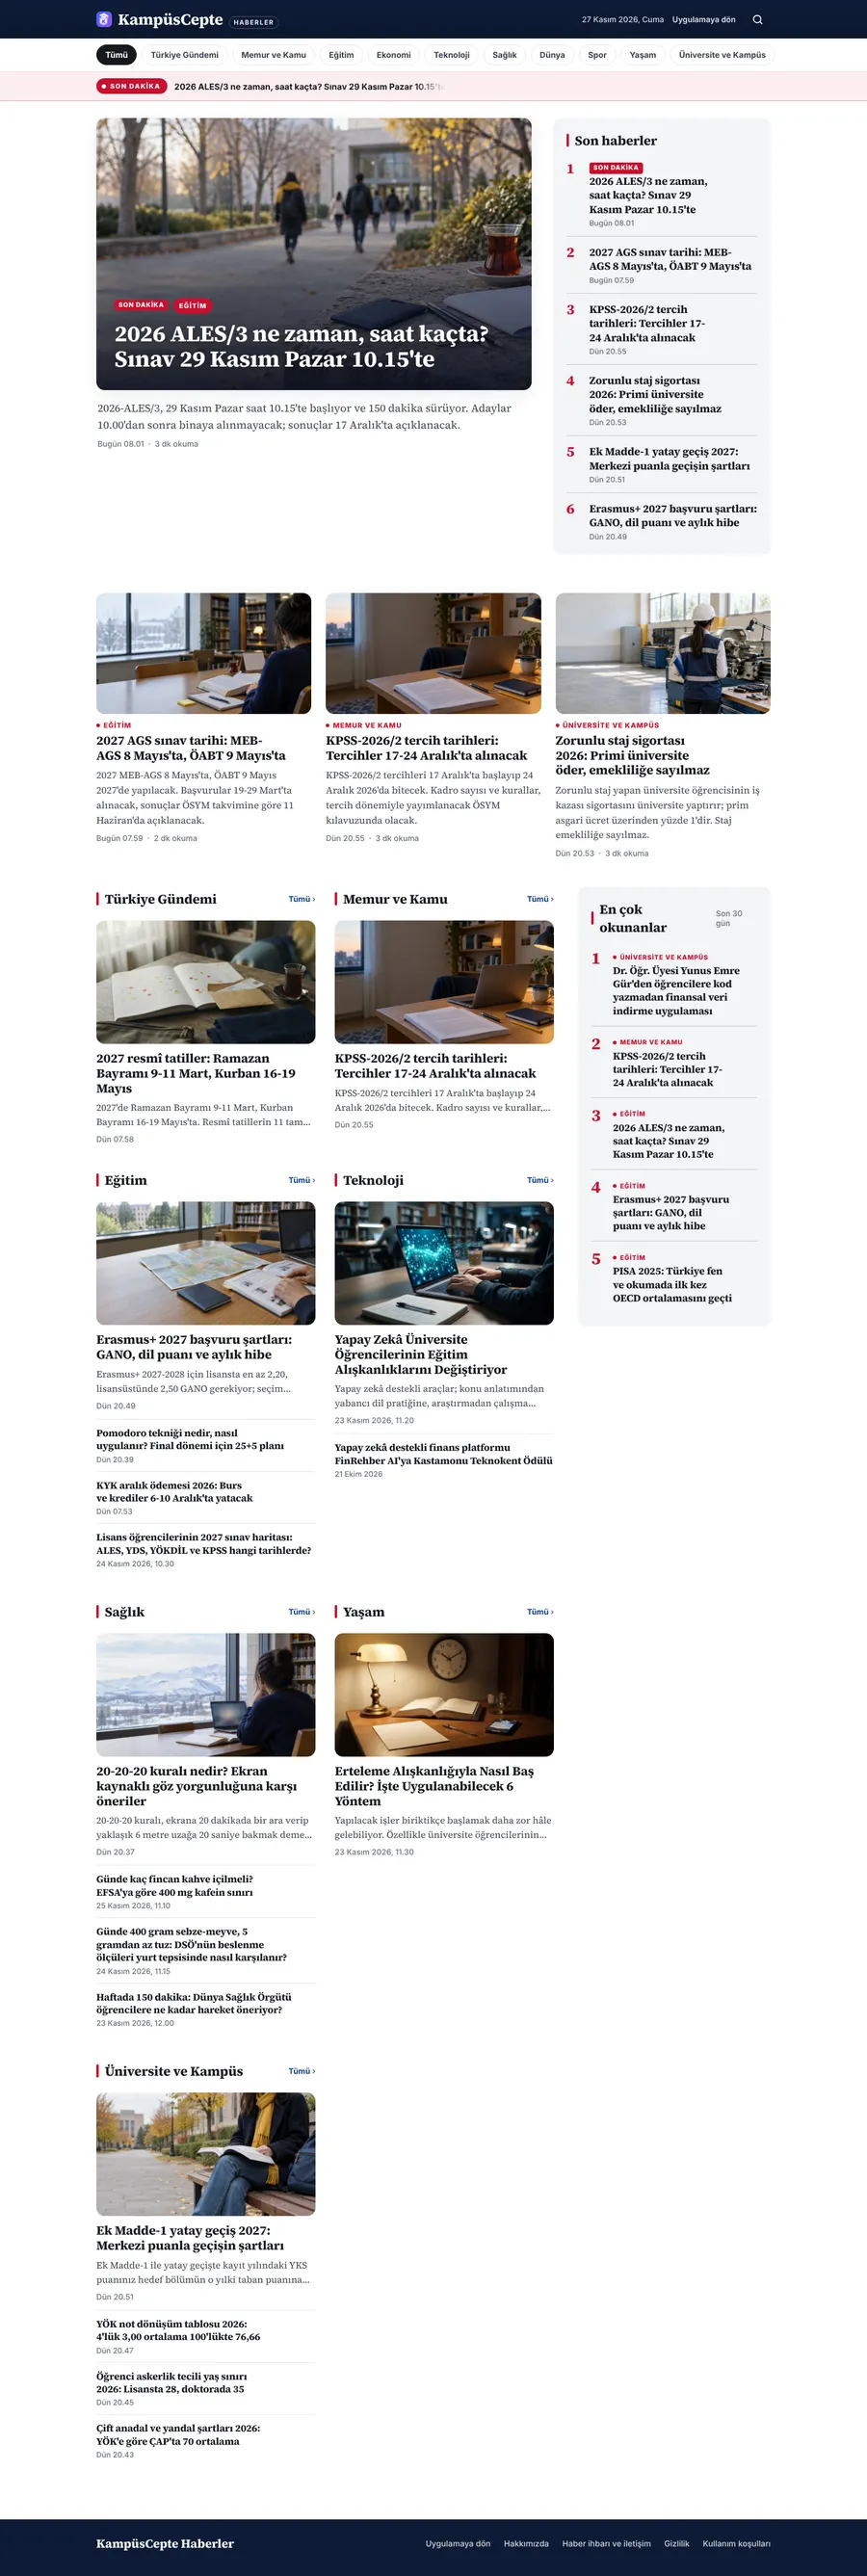 KampüsCepte HABERLER
27 Kasım 2026, Cuma Uygulamaya dön
Tümü Türkiye Gündemi Memur ve Kamu Eğitim Ekonomi Teknoloji Sağlık Dünya Spor Yaşam Üniversite ve Kampüs
SON DAKİKA 2026 ALES/3 ne zaman, saat kaçta? Sınav 29 Kasım Pazar 10.15'te
SON DAKİKA EĞİTİM
2026 ALES/3 ne zaman, saat kaçta?
Sınav 29 Kasım Pazar 10.15'te
2026-ALES/3, 29 Kasım Pazar saat 10.15'te başlıyor ve 150 dakika sürüyor. Adaylar
10.00'dan sonra binaya alınmayacak; sonuçlar 17 Aralık'ta açıklanacak.
Bugün 08.01 · 3 dk okuma
Son haberler
1 SON DAKİKA
2026 ALES/3 ne zaman,
saat kaçta? Sınav 29
Kasım Pazar 10.15'te
Bugün 08.01
2 2027 AGS sınav tarihi: MEB-
AGS 8 Mayıs'ta, ÖABT 9 Mayıs'ta
Bugün 07.59
3 KPSS-2026/2 tercih
tarihleri: Tercihler 17-
24 Aralık'ta alınacak
Dün 20.55
4 Zorunlu staj sigortası
2026: Primi üniversite
öder, emekliliğe sayılmaz
Dün 20.53
5 Ek Madde-1 yatay geçiş 2027:
Merkezi puanla geçişin şartları
Dün 20.51
6 Erasmus+ 2027 başvuru şartları:
GANO, dil puanı ve aylık hibe
Dün 20.49
EĞİTİM
2027 AGS sınav tarihi: MEB-
AGS 8 Mayıs'ta, ÖABT 9 Mayıs'ta
2027 MEB-AGS 8 Mayıs'ta, ÖABT 9 Mayıs
2027'de yapılacak. Başvurular 19-29 Mart'ta
alınacak, sonuçlar ÖSYM takvimine göre 11
Haziran'da açıklanacak.
Bugün 07.59 · 2 dk okuma
MEMUR VE KAMU
KPSS-2026/2 tercih tarihleri:
Tercihler 17-24 Aralık'ta alınacak
KPSS-2026/2 tercihleri 17 Aralık'ta başlayıp 24
Aralık 2026'da bitecek. Kadro sayısı ve kurallar,
tercih dönemiyle yayımlanacak ÖSYM
kılavuzunda olacak.
Dün 20.55 · 3 dk okuma
ÜNİVERSİTE VE KAMPÜS
Zorunlu staj sigortası
2026: Primi üniversite
öder, emekliliğe sayılmaz
Zorunlu staj yapan üniversite öğrencisinin iş
kazası sigortasını üniversite yaptırır; prim
asgari ücret üzerinden yüzde 1'dir. Staj
emekliliğe sayılmaz.
Dün 20.53 · 3 dk okuma
Türkiye Gündemi Tümü ›
2027 resmî tatiller: Ramazan
Bayramı 9-11 Mart, Kurban 16-19
Mayıs
2027'de Ramazan Bayramı 9-11 Mart, Kurban
Bayramı 16-19 Mayıs'ta. Resmî tatillerin 11 tam...
Dün 07.58
Memur ve Kamu Tümü ›
KPSS-2026/2 tercih tarihleri:
Tercihler 17-24 Aralık'ta alınacak
KPSS-2026/2 tercihleri 17 Aralık'ta başlayıp 24
Aralık 2026'da bitecek. Kadro sayısı ve kurallar,...
Dün 20.55
En çok
okunanlar
Son 30
gün
1 ÜNİVERSİTE VE KAMPÜS
Dr. Öğr. Üyesi Yunus Emre
Gür'den öğrencilere kod
yazmadan finansal veri
indirme uygulaması
2 MEMUR VE KAMU
KPSS-2026/2 tercih
tarihleri: Tercihler 17-
24 Aralık'ta alınacak
3 EĞİTİM
2026 ALES/3 ne zaman,
saat kaçta? Sınav 29
Kasım Pazar 10.15'te
4 EĞİTİM
Erasmus+ 2027 başvuru
şartları: GANO, dil
puanı ve aylık hibe
5 EĞİTİM
PISA 2025: Türkiye fen
ve okumada ilk kez
OECD ortalamasını geçti
Eğitim Tümü ›
Erasmus+ 2027 başvuru şartları:
GANO, dil puanı ve aylık hibe
Erasmus+ 2027-2028 için lisansta en az 2,20,
lisansüstünde 2,50 GANO gerekiyor; seçim...
Dün 20.49
Pomodoro tekniği nedir, nasıl
uygulanır? Final dönemi için 25+5 planı
Dün 20.39
KYK aralık ödemesi 2026: Burs
ve krediler 6-10 Aralık'ta yatacak
Dün 07.53
Lisans öğrencilerinin 2027 sınav haritası:
ALES, YDS, YÖKDİL ve KPSS hangi tarihlerde?
24 Kasım 2026, 10.30
Teknoloji Tümü ›
Yapay Zekâ Üniversite
Öğrencilerinin Eğitim
Alışkanlıklarını Değiştiriyor
Yapay zekâ destekli araçlar; konu anlatımından
yabancı dil pratiğine, araştırmadan çalışma...
23 Kasım 2026, 11.20
Yapay zekâ destekli finans platformu
FinRehber AI'ya Kastamonu Teknokent Ödülü
21 Ekim 2026
Sağlık Tümü ›
20-20-20 kuralı nedir? Ekran
kaynaklı göz yorgunluğuna karşı
öneriler
20-20-20 kuralı, ekrana 20 dakikada bir ara verip
yaklaşık 6 metre uzağa 20 saniye bakmak deme...
Dün 20.37
Günde kaç fincan kahve içilmeli?
EFSA'ya göre 400 mg kafein sınırı
25 Kasım 2026, 11.10
Günde 400 gram sebze-meyve, 5
gramdan az tuz: DSÖ'nün beslenme
ölçüleri yurt tepsisinde nasıl karşılanır?
24 Kasım 2026, 11.15
Haftada 150 dakika: Dünya Sağlık Örgütü
öğrencilere ne kadar hareket öneriyor?
23 Kasım 2026, 12.00
Yaşam Tümü ›
Erteleme Alışkanlığıyla Nasıl Baş
Edilir? İşte Uygulanabilecek 6
Yöntem
Yapılacak işler biriktikçe başlamak daha zor hâle
gelebiliyor. Özellikle üniversite öğrencilerinin...
23 Kasım 2026, 11.30
Üniversite ve Kampüs Tümü ›
Ek Madde-1 yatay geçiş 2027:
Merkezi puanla geçişin şartları
Ek Madde-1 ile yatay geçişte kayıt yılındaki YKS
puanınız hedef bölümün o yılki taban puanına...
Dün 20.51
YÖK not dönüşüm tablosu 2026:
4'lük 3,00 ortalama 100'lükte 76,66
Dün 20.47
Öğrenci askerlik tecili yaş sınırı
2026: Lisansta 28, doktorada 35
Dün 20.45
Çift anadal ve yandal şartları 2026:
YÖK'e göre ÇAP'ta 70 ortalama
Dün 20.43
KampüsCepte Haberler
Uygulamaya dön Hakkımızda Haber ihbarı ve iletişim Gizlilik Kullanım koşulları